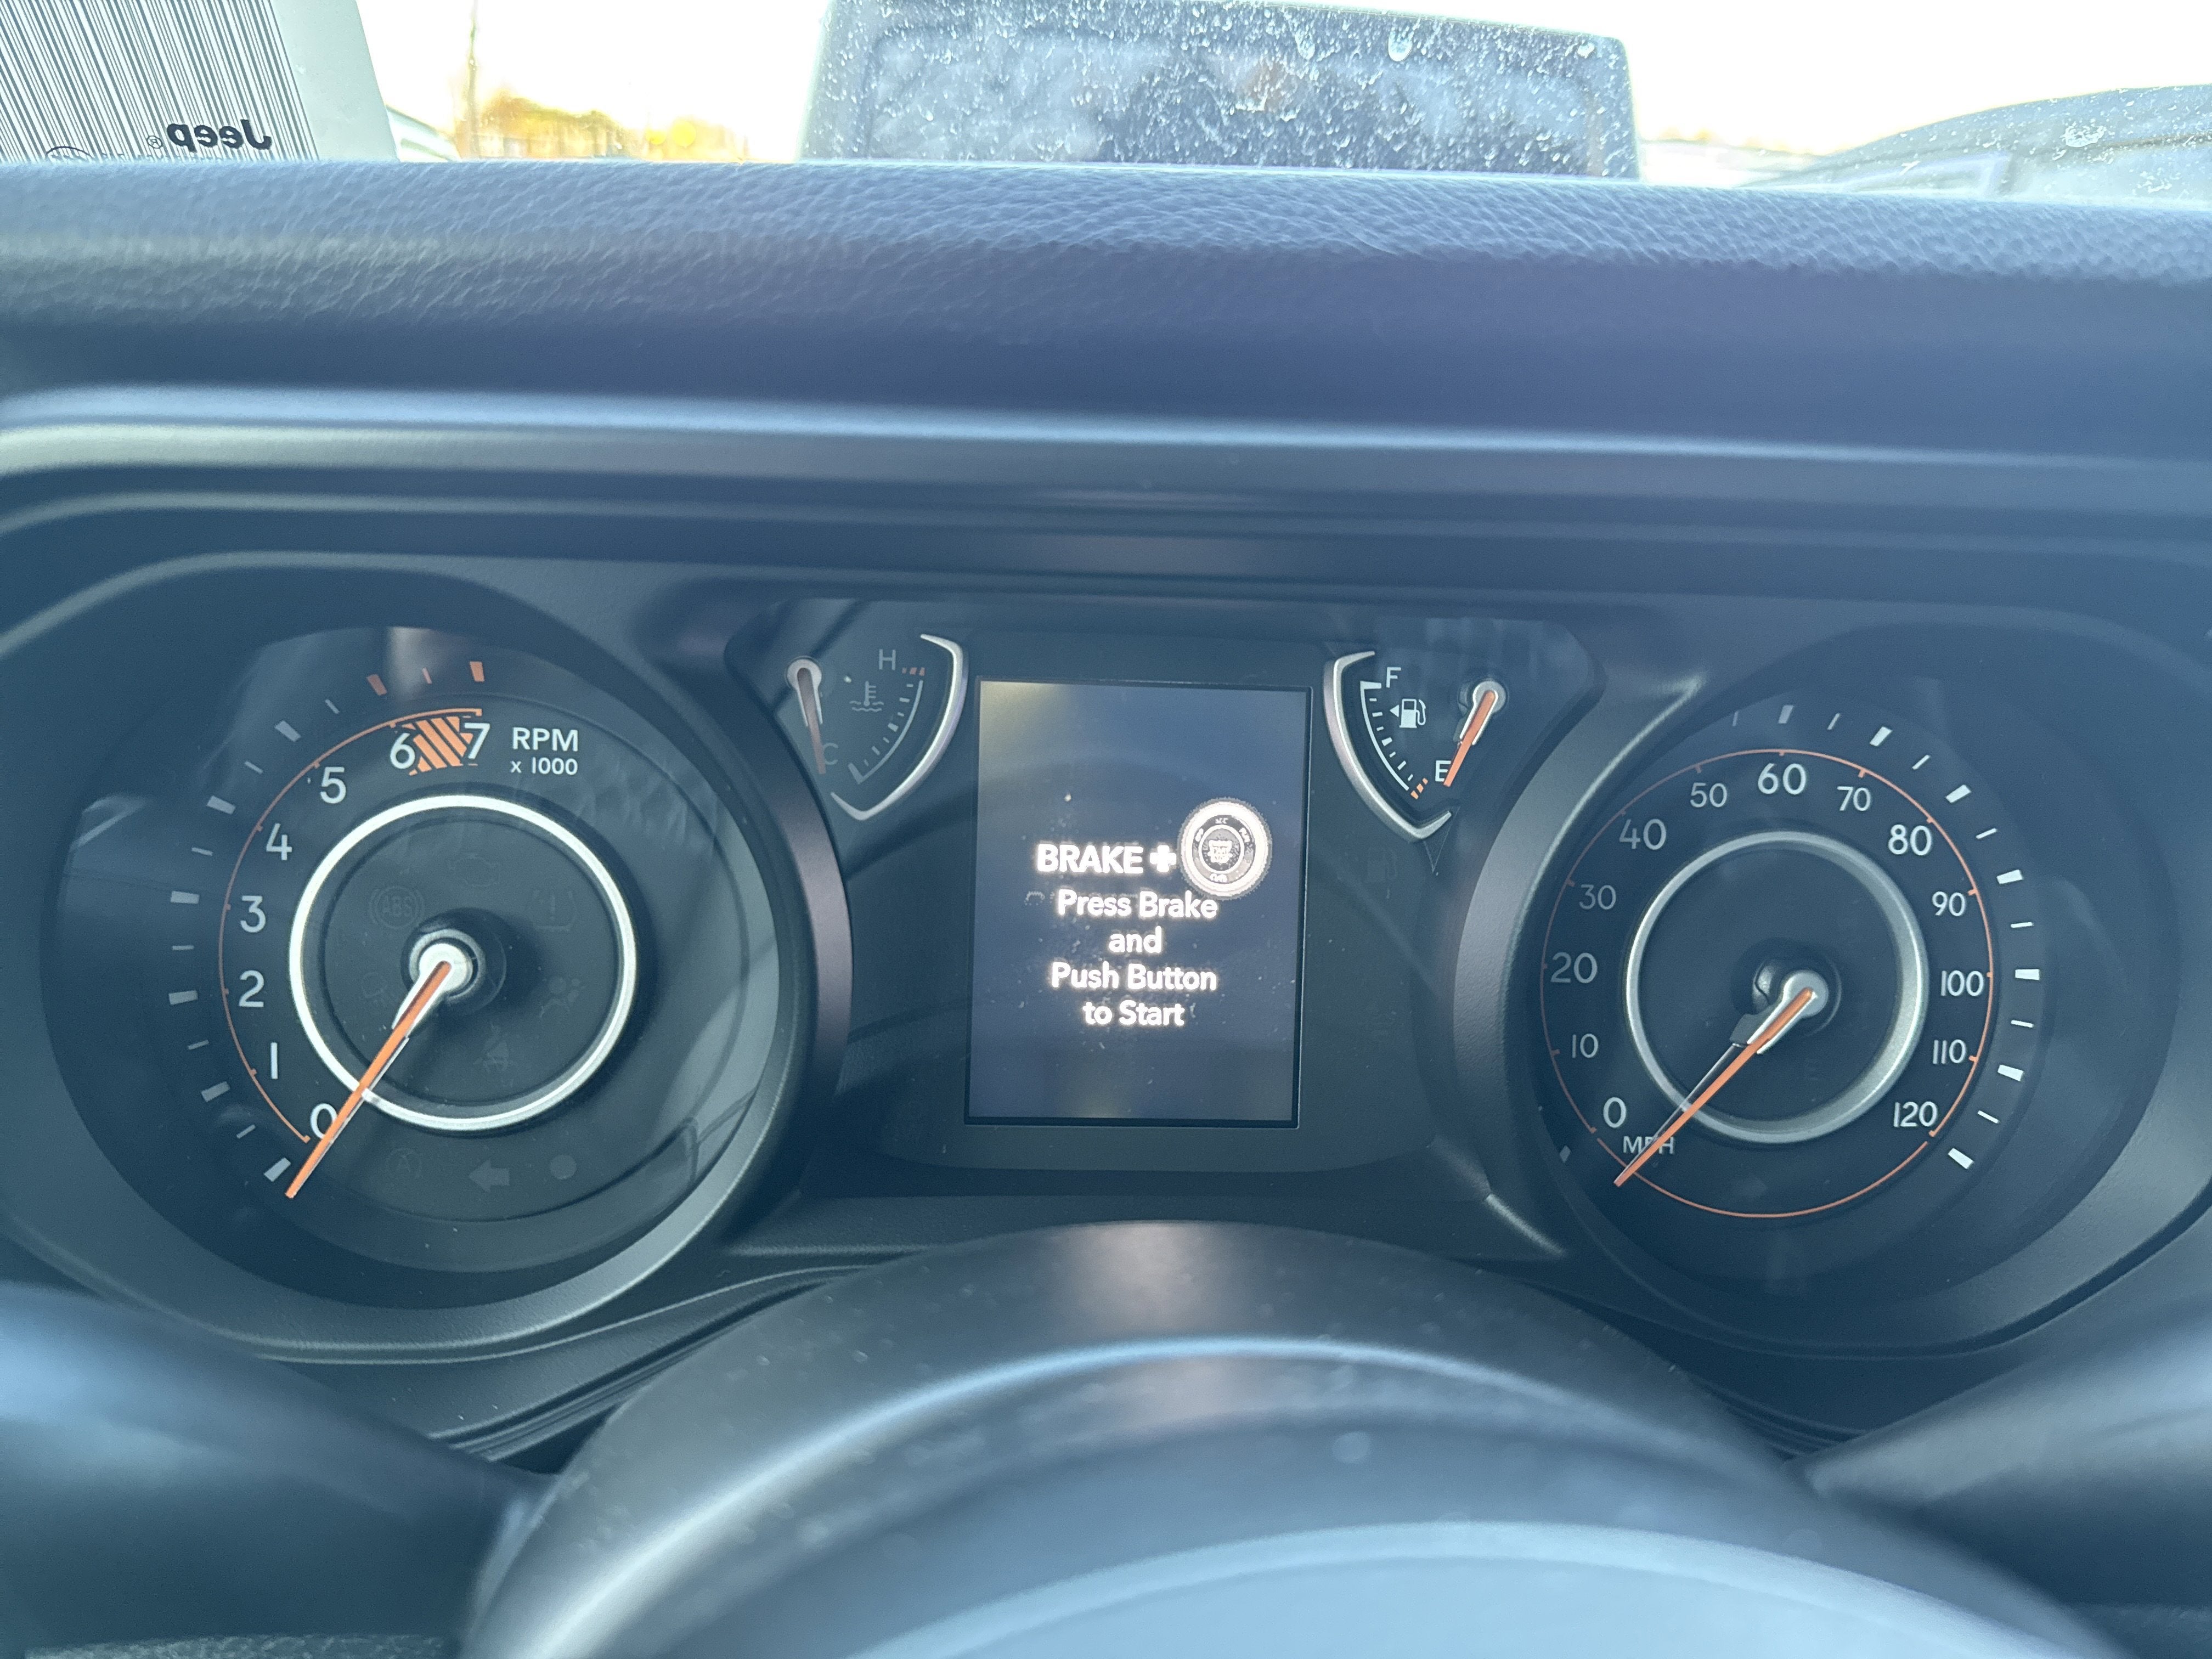 Jeep®
H
C
F
E
RPM
x 1000
0
1
2
3
4
5
6
7
ABS
BRAKE +
Press Brake
and
Push Button
to Start
0
10
20
30
40
50
60
70
80
90
100
110
120
MPH